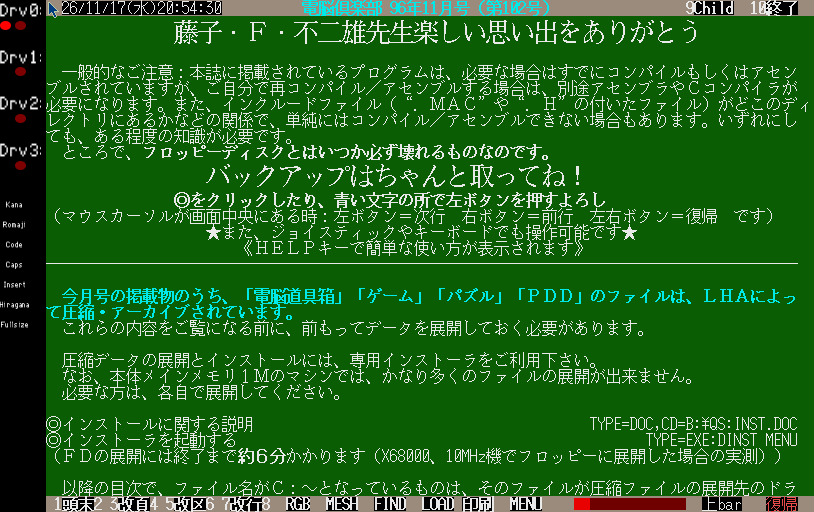 Drv0:
26/11/17(水)20:54:30 電脳倶楽部 96年11月号（第102号） 9Child 10終了
藤子・Ｆ・不二雄先生楽しい思い出をありがとう
Drv1:
一般的なご注意：本誌に掲載されているプログラムは、必要な場合はすでにコンパイルもしくはアセン
ブルされていますが、ご自分で再コンパイル／アセンブルする場合は、別途アセンブラやＣコンパイラが
必要になります。また、インクルードファイル（“．ＭＡＣ”や“．Ｈ”の付いたファイル）がどこのディ
Drv2:
レクトリにあるかなどの関係で、単純にはコンパイル／アセンブルできない場合もあります。いずれにし
ても、ある程度の知識が必要です。
Drv3:
ところで、フロッピーディスクとはいつか必ず壊れるものなのです。
バックアップはちゃんと取ってね！
◎をクリックしたり、青い文字の所で左ボタンを押すよろし
Kana
（マウスカーソルが画面中央にある時：左ボタン＝次行　右ボタン＝前行　左右ボタン＝復帰　です）
Romaji
★また、ジョイスティックやキーボードでも操作可能です★
Code
《ＨＥＬＰキーで簡単な使い方が表示されます》
Caps
Insert
今月号の掲載物のうち、「電脳道具箱」「ゲーム」「パズル」「ＰＤＤ」のファイルは、ＬＨＡによっ
Hiragana
て圧縮・アーカイブされています。
Fullsize
これらの内容をご覧になる前に、前もってデータを展開しておく必要があります。
圧縮データの展開とインストールには、専用インストーラをご利用下さい。
なお、本体メインメモリ１Ｍのマシンでは、かなり多くのファイルの展開が出来ません。
必要な方は、各自で展開してください。
◎インストールに関する説明 TYPE=DOC,CD=B:¥QS:INST.DOC
◎インストーラを起動する TYPE=EXE:DINST MENU
（ＦＤの展開には終了まで約６分かかります（X68000、10MHz機でフロッピーに展開した場合の実測））
以降の目次で、ファイル名がＣ：～となっているものは、そのファイルが圧縮ファイルの展開先のドラ
1頭末2 3改頁4 5改区6 7改行8 RGB MESH FIND LOAD 印刷 MENU 上bar 復帰